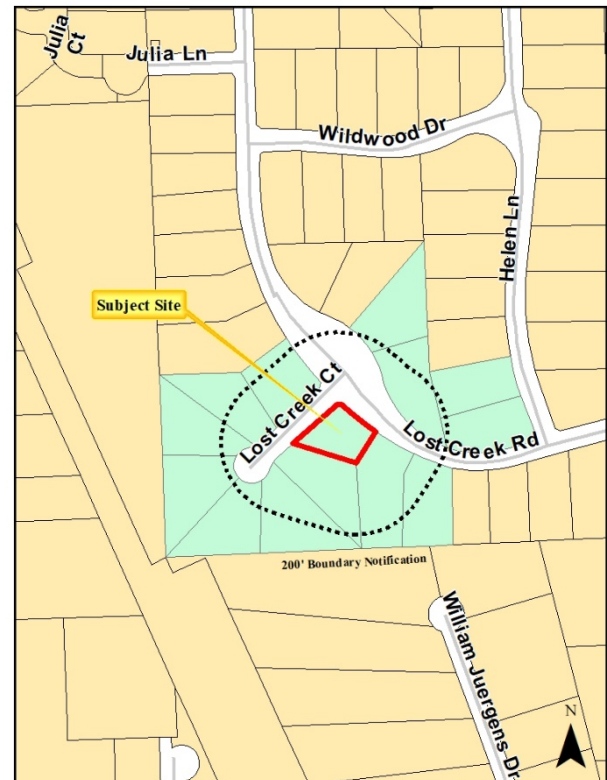 Julia
Ct
Julia Ln
Wildwood Dr
Helen Ln
Subject Site
Lost Creek Ct
Lost Creek Rd
200' Boundary Notification
William Juergens Dr
N